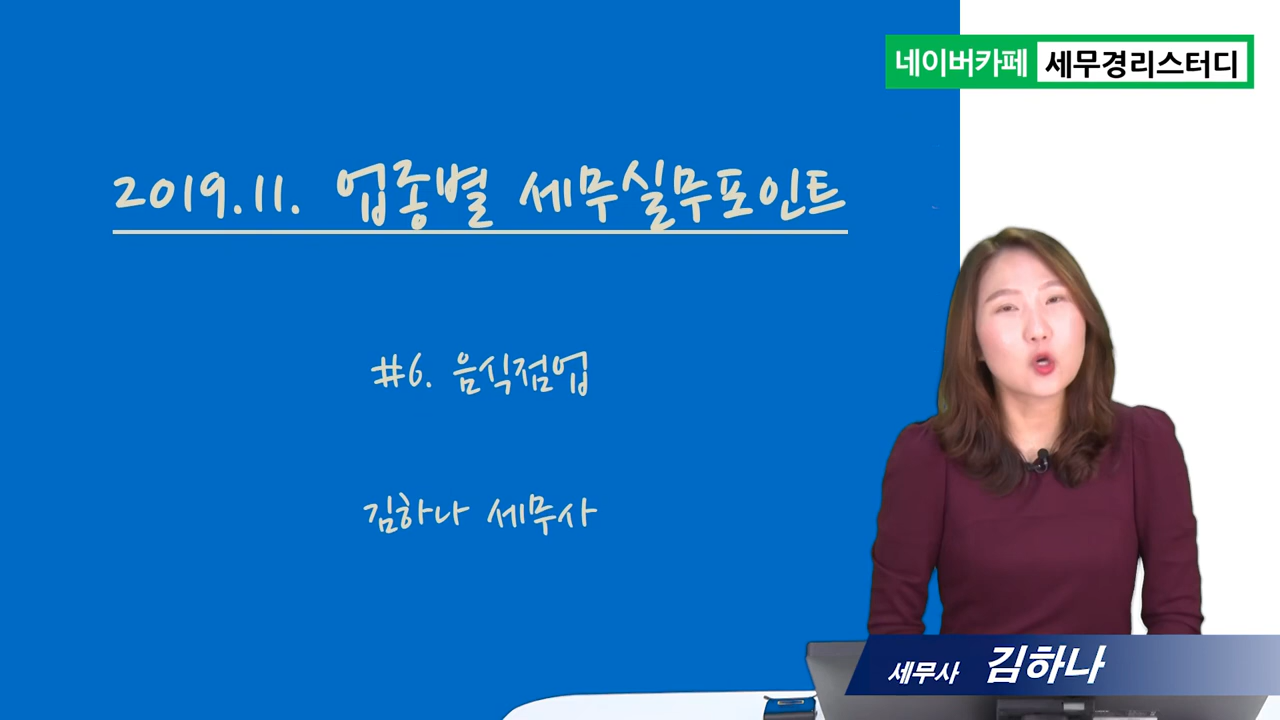 네이버카페 세무경리스터디
2019.11. 업종별 세무실무포인트
#6. 음식점업
김하나 세무사
세무사 김하나